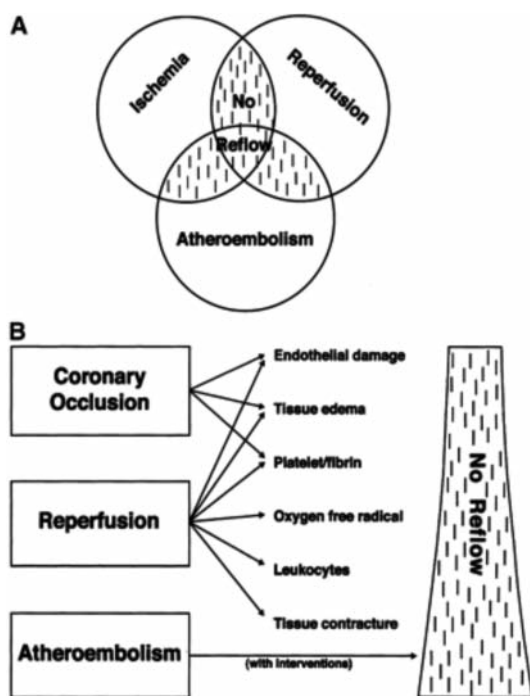 A
Ischemia
Reperfusion
No
Reflow
Atheroembolism
B
Coronary
Occlusion
Endothelial damage
Tissue edema
Platelet/fibrin
Reperfusion
Oxygen free radical
Leukocytes
Tissue contracture
Atheroembolism
(with interventions)
No Reflow